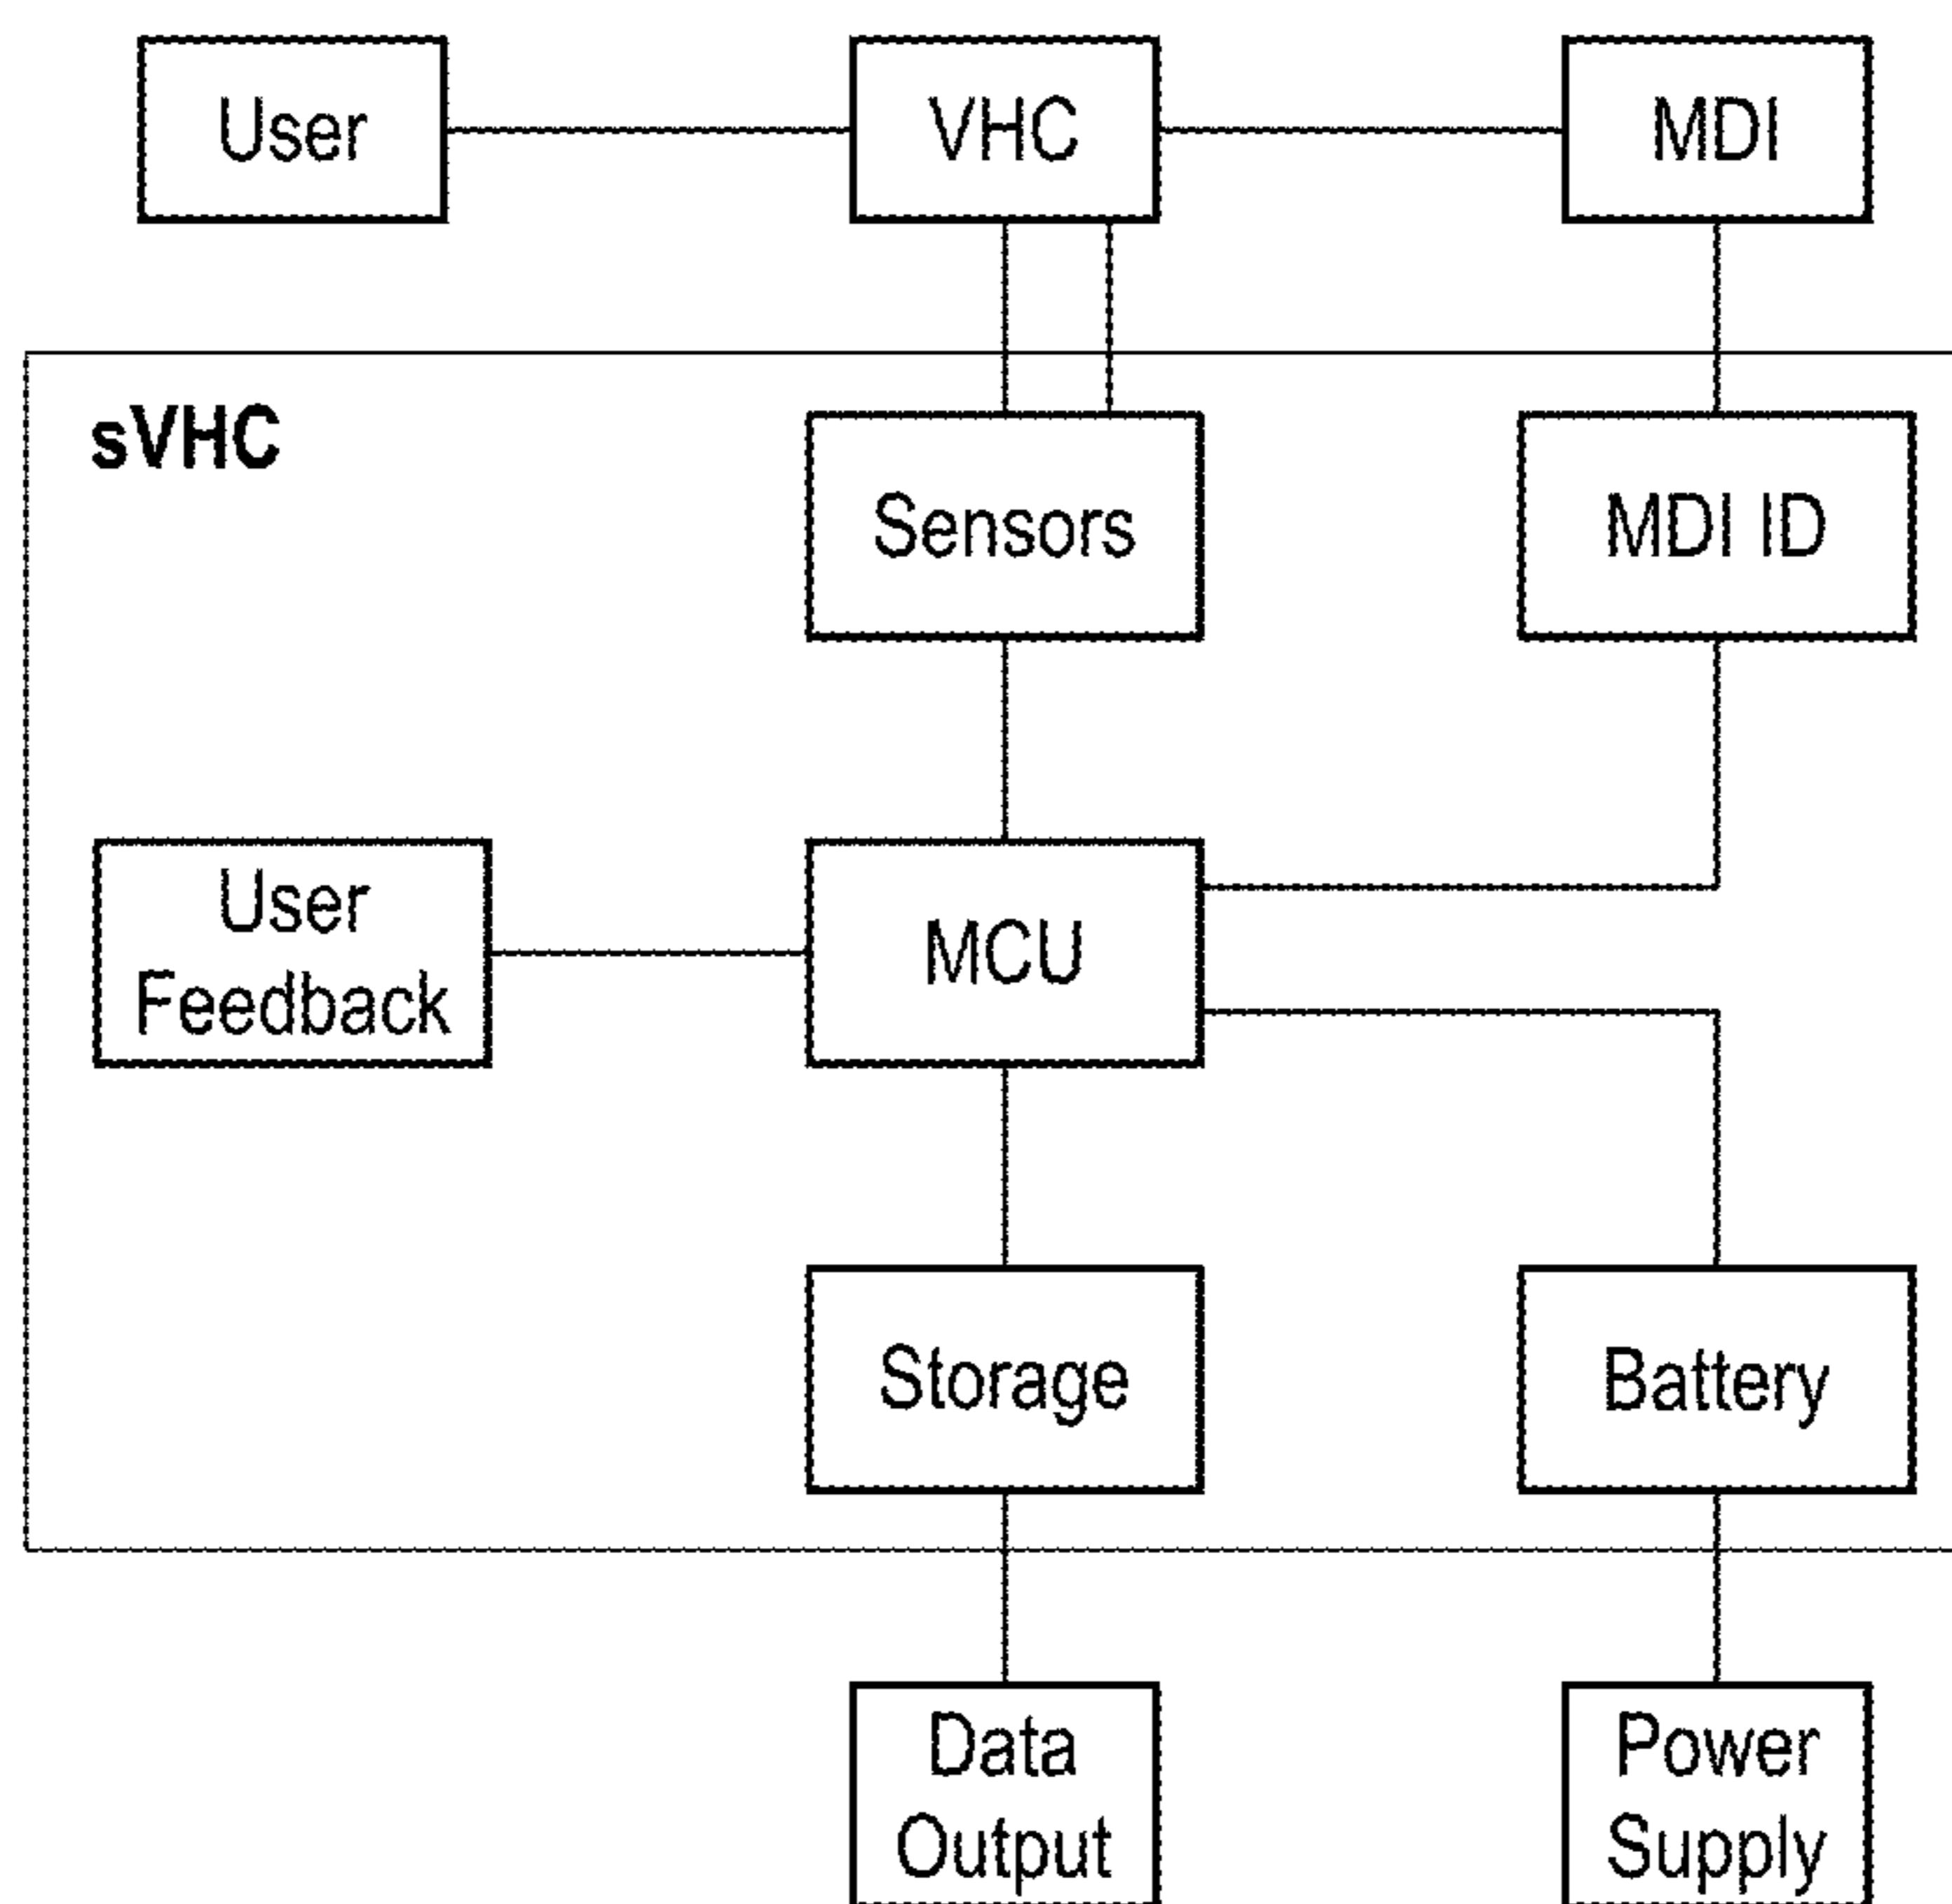 User
VHC
MDI
sVHC
Sensors
MDI ID
User
Feedback
MCU
Storage
Battery
Data
Output
Power
Supply